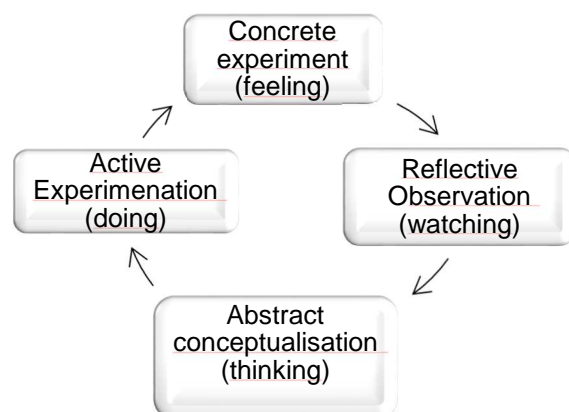 Concrete
experiment
(feeling)
Reflective
Observation
(watching)
Abstract
conceptualisation
(thinking)
Active
Experimenation
(doing)